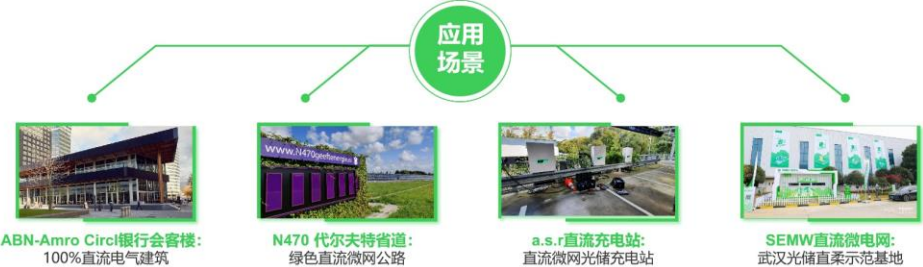 应用
场景
www.N470geeftenergie.nl
ABN-Amro Circl银行会客楼:
100%直流电气建筑
N470 代尔夫特省道:
绿色直流微网公路
a.s.r直流充电站:
直流微网光储充电站
SEMW直流微电网:
武汉光储直柔示范基地